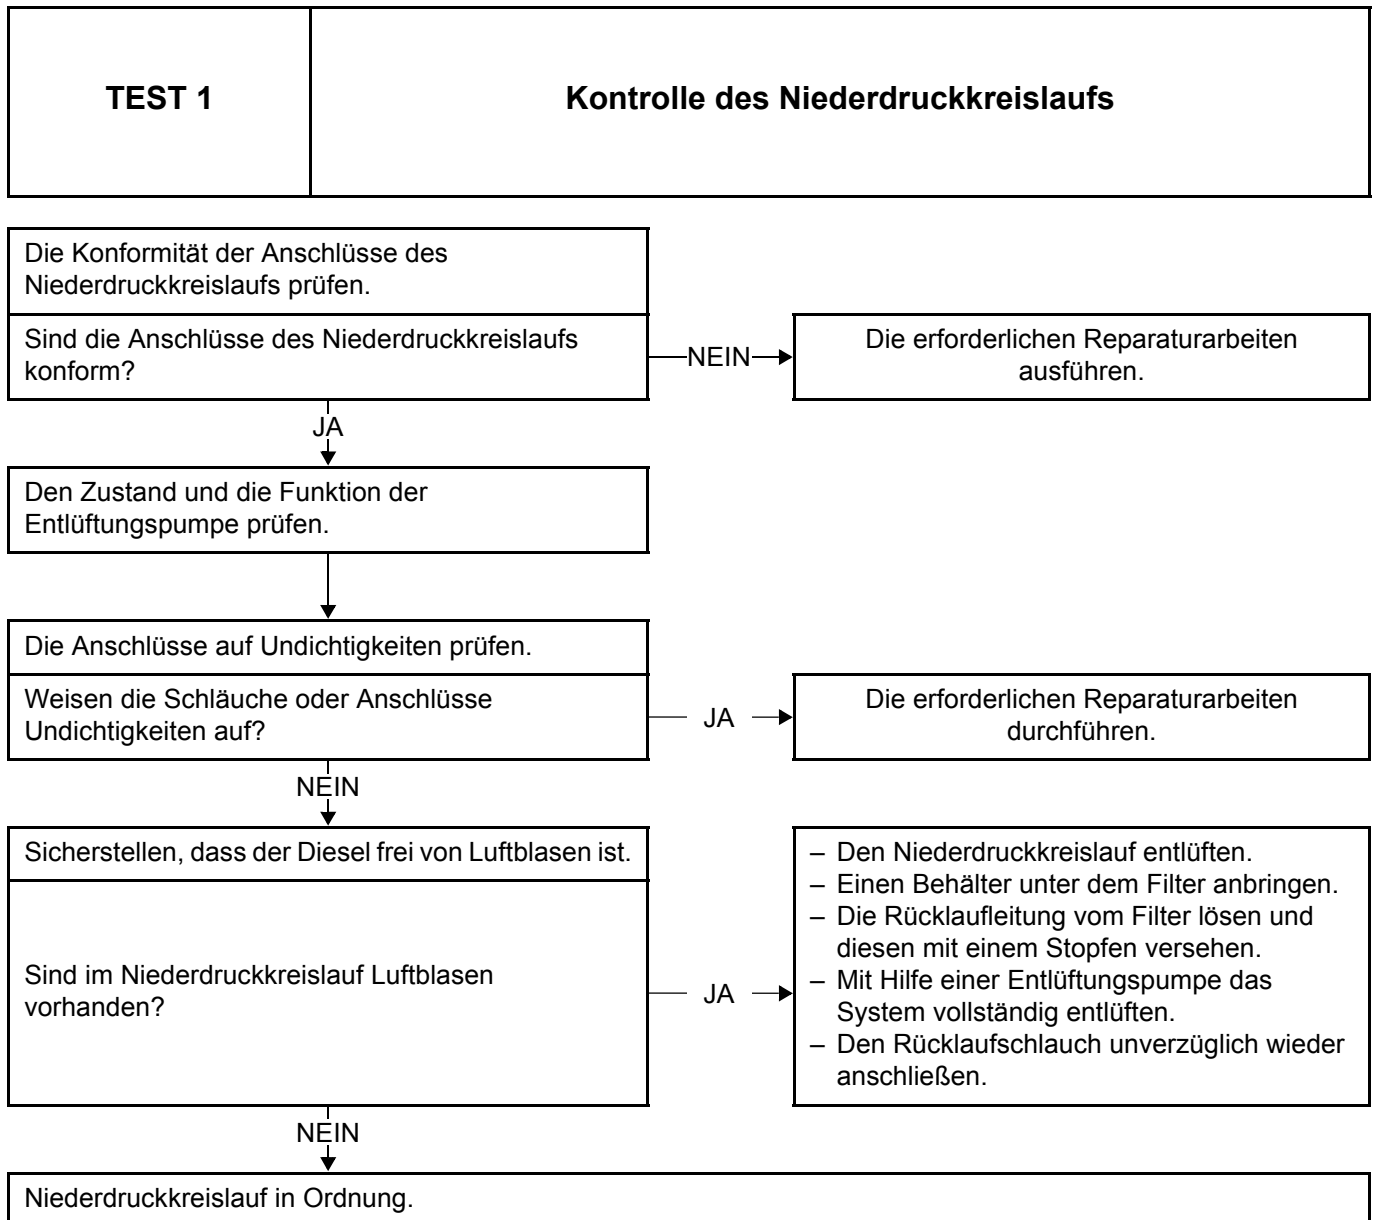 TEST 1
Kontrolle des Niederdruckkreislaufs
Die Konformität der Anschlüsse des
Niederdruckkreislaufs prüfen.
Sind die Anschlüsse des Niederdruckkreislaufs
konform?
NEIN
Die erforderlichen Reparaturarbeiten
ausführen.
JA
Den Zustand und die Funktion der
Entlüftungspumpe prüfen.
Die Anschlüsse auf Undichtigkeiten prüfen.
Weisen die Schläuche oder Anschlüsse
Undichtigkeiten auf?
JA
Die erforderlichen Reparaturarbeiten
durchführen.
NEIN
Sicherstellen, dass der Diesel frei von Luftblasen ist.
Sind im Niederdruckkreislauf Luftblasen
vorhanden?
JA
– Den Niederdruckkreislauf entlüften.
– Einen Behälter unter dem Filter anbringen.
– Die Rücklaufleitung vom Filter lösen und
diesen mit einem Stopfen versehen.
– Mit Hilfe einer Entlüftungspumpe das
System vollständig entlüften.
– Den Rücklaufschlauch unverzüglich wieder
anschließen.
NEIN
Niederdruckkreislauf in Ordnung.